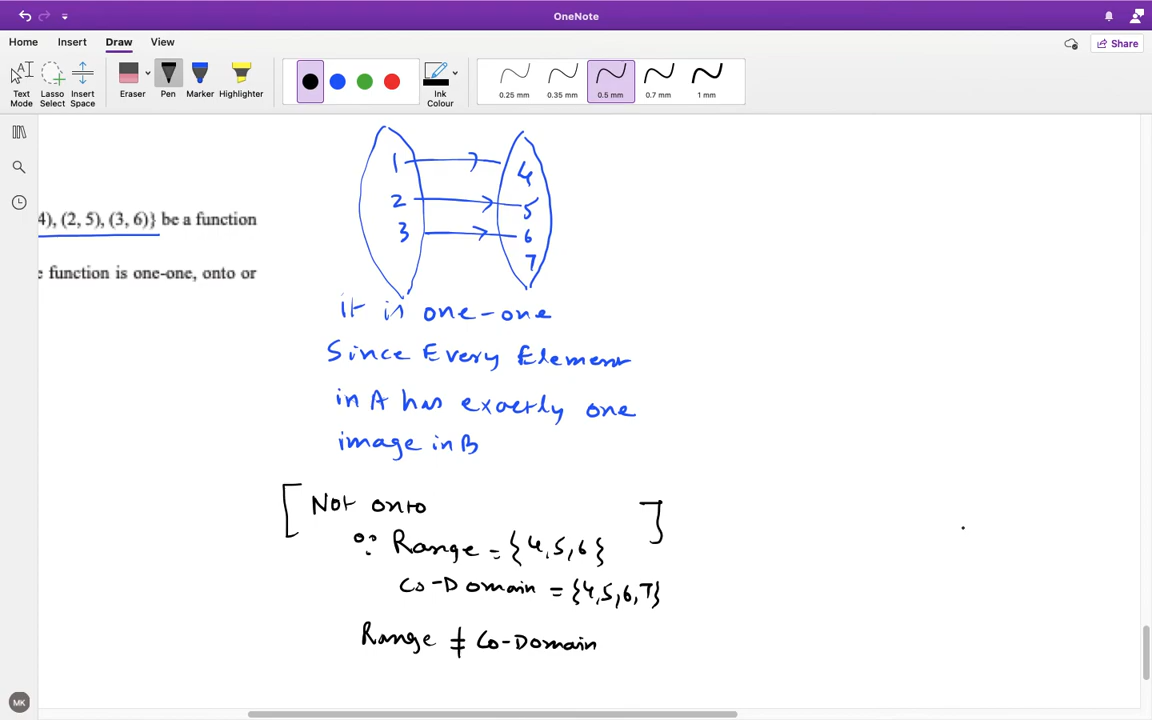 OneNote
Home Insert Draw View
Share
Text Mode
Lasso Select
Insert Space
Eraser
Pen
Marker
Highlighter
Ink Colour
0.25 mm
0.35 mm
0.5 mm
0.7 mm
1 mm
1
2
3
4
5
6
7
4), (2, 5), (3, 6)} be a function
e function is one-one, onto or
it is one-one
Since Every Element
in A has exactly one
image in B
[ Not onto ]
∵ Range = {4,5,6}
Co-Domain = {4,5,6,7}
Range ≠ Co-Domain
MK